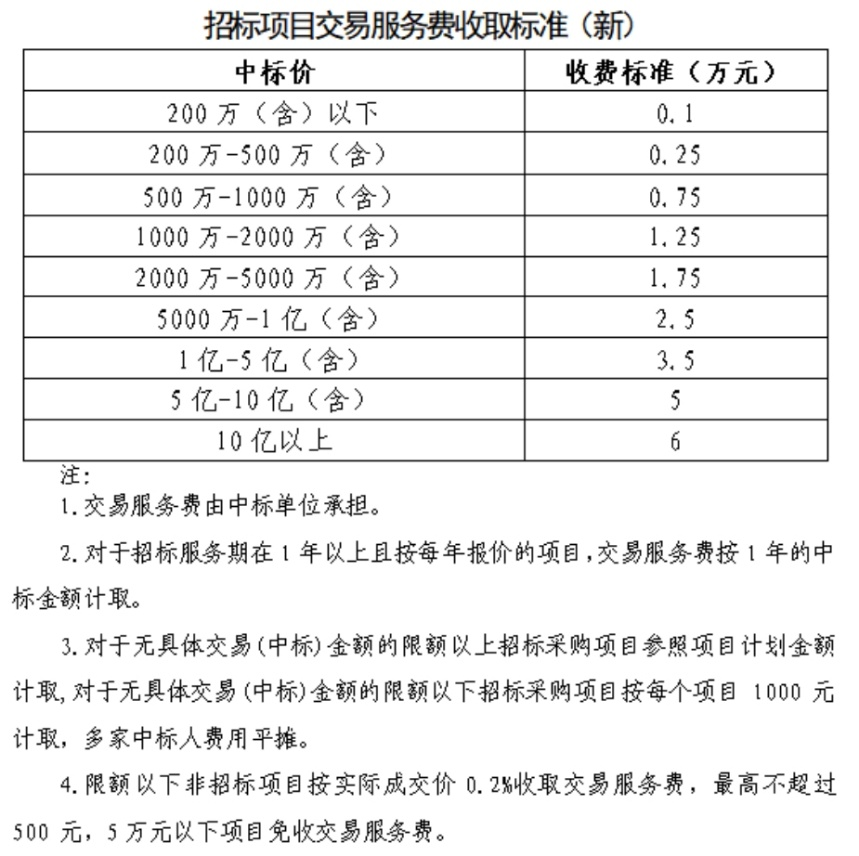 招标项目交易服务费收取标准（新）
中标价 收费标准（万元）
200万（含）以下 0.1
200万-500万（含） 0.25
500万-1000万（含） 0.75
1000万-2000万（含） 1.25
2000万-5000万（含） 1.75
5000万-1亿（含） 2.5
1亿-5亿（含） 3.5
5亿-10亿（含） 5
10亿以上 6
注:
1.交易服务费由中标单位承担。
2.对于招标服务期在1年以上且按每年报价的项目,交易服务费按1年的中
标金额计取。
3.对于无具体交易(中标)金额的限额以上招标采购项目参照项目计划金额
计取,对于无具体交易(中标)金额的限额以下招标采购项目按每个项目 1000 元
计取，多家中标人费用平摊。
4.限额以下非招标项目按实际成交价0.2%收取交易服务费，最高不超过
500 元，5万元以下项目免收交易服务费。